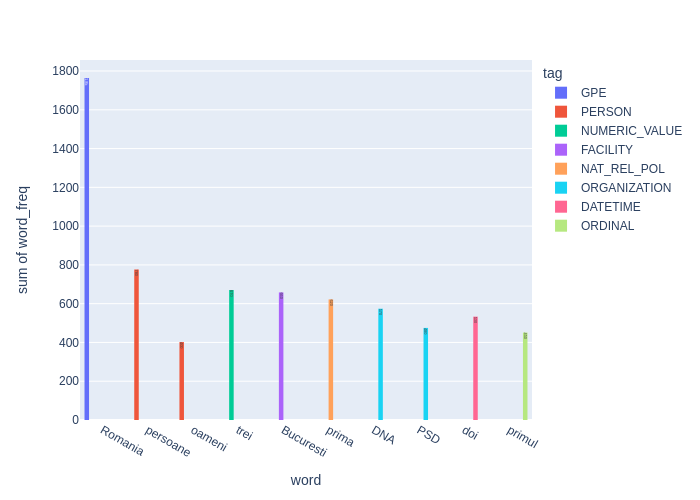 tag
GPE
PERSON
NUMERIC_VALUE
FACILITY
NAT_REL_POL
ORGANIZATION
DATETIME
ORDINAL
sum of word_freq
1800
1600
1400
1200
1000
800
600
400
200
0
Romania
persoane
oameni
trei
Bucuresti
prima
DNA
PSD
doi
primul
word